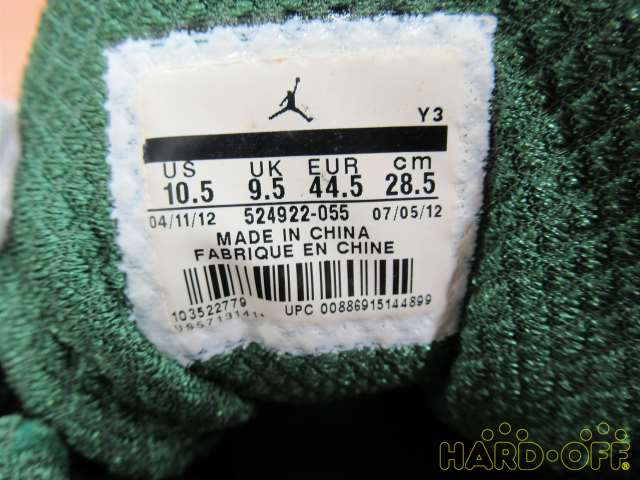 Y3
US UK EUR cm
10.5 9.5 44.5 28.5
04/11/12 524922-055 07/05/12
MADE IN CHINA
FABRIQUE EN CHINE
103522779 UPC 00886915144899
HARD-OFF